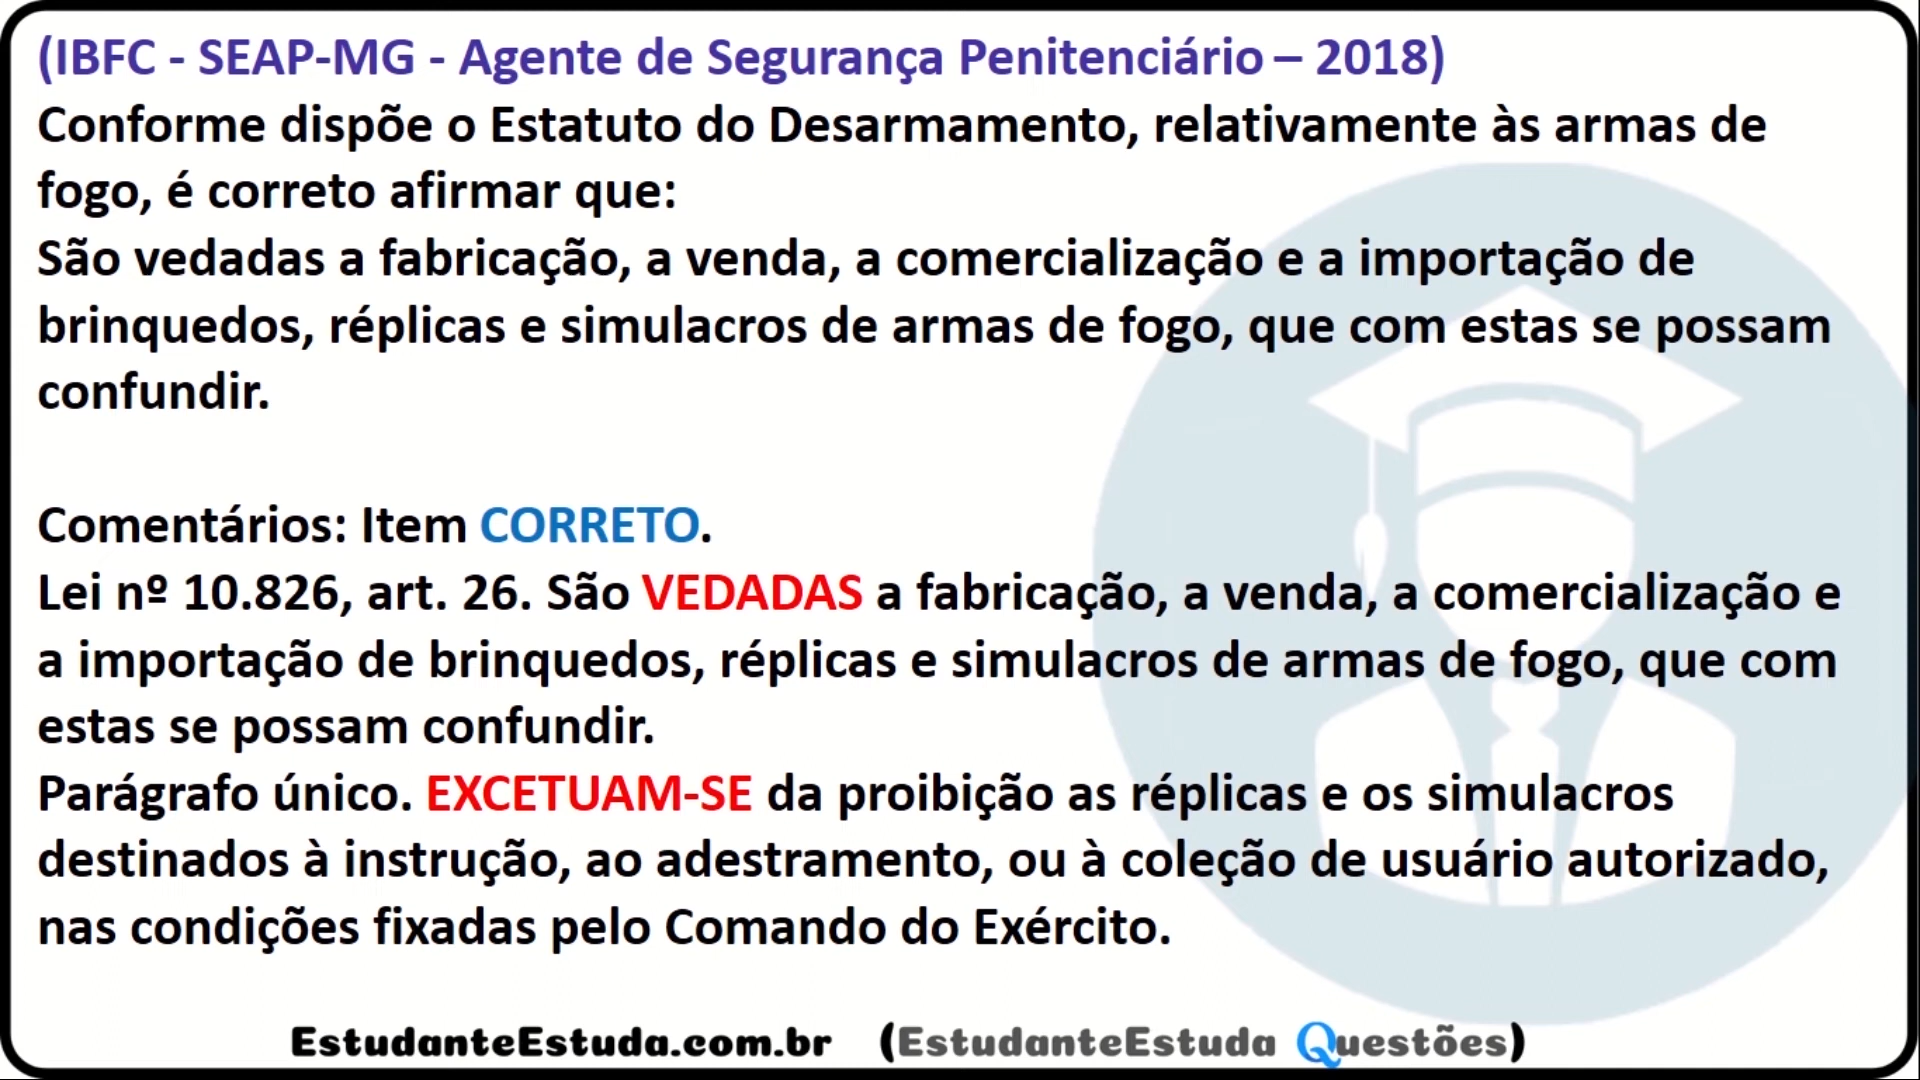 (IBFC - SEAP-MG - Agente de Segurança Penitenciário – 2018)
Conforme dispõe o Estatuto do Desarmamento, relativamente às armas de
fogo, é correto afirmar que:
São vedadas a fabricação, a venda, a comercialização e a importação de
brinquedos, réplicas e simulacros de armas de fogo, que com estas se possam
confundir.
Comentários: Item CORRETO.
Lei nº 10.826, art. 26. São VEDADAS a fabricação, a venda, a comercialização e
a importação de brinquedos, réplicas e simulacros de armas de fogo, que com
estas se possam confundir.
Parágrafo único. EXCETUAM-SE da proibição as réplicas e os simulacros
destinados à instrução, ao adestramento, ou à coleção de usuário autorizado,
nas condições fixadas pelo Comando do Exército.
EstudanteEstuda.com.br (EstudanteEstuda Questões)